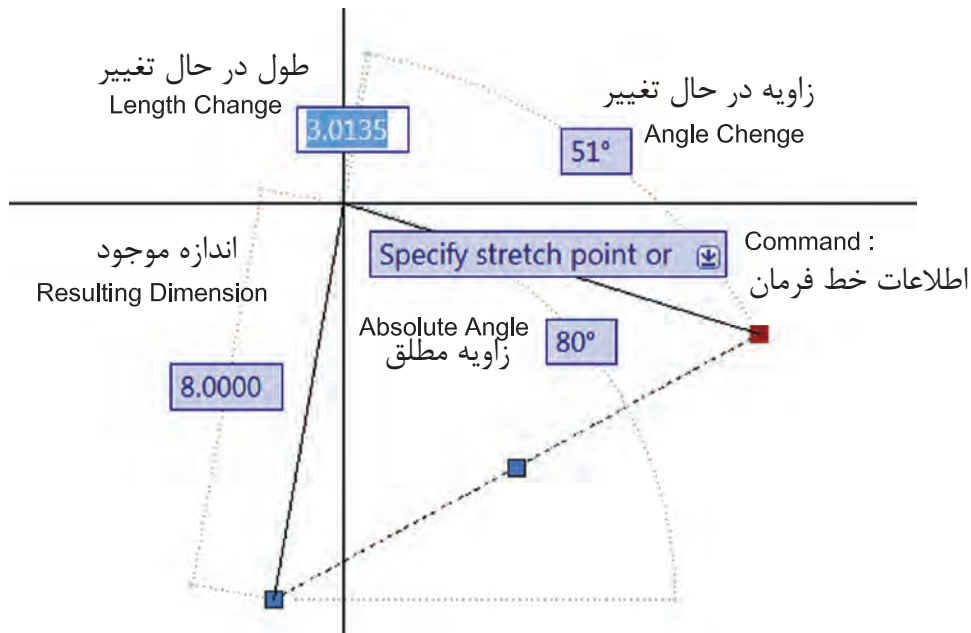 طول در حال تغییر
Length Change
3.0135
زاویه در حال تغییر
Angle Chenge
51°
اندازه موجود
Resulting Dimension
Specify stretch point or
Command :
اطلاعات خط فرمان
Absolute Angle
زاویه مطلق
80°
8.0000